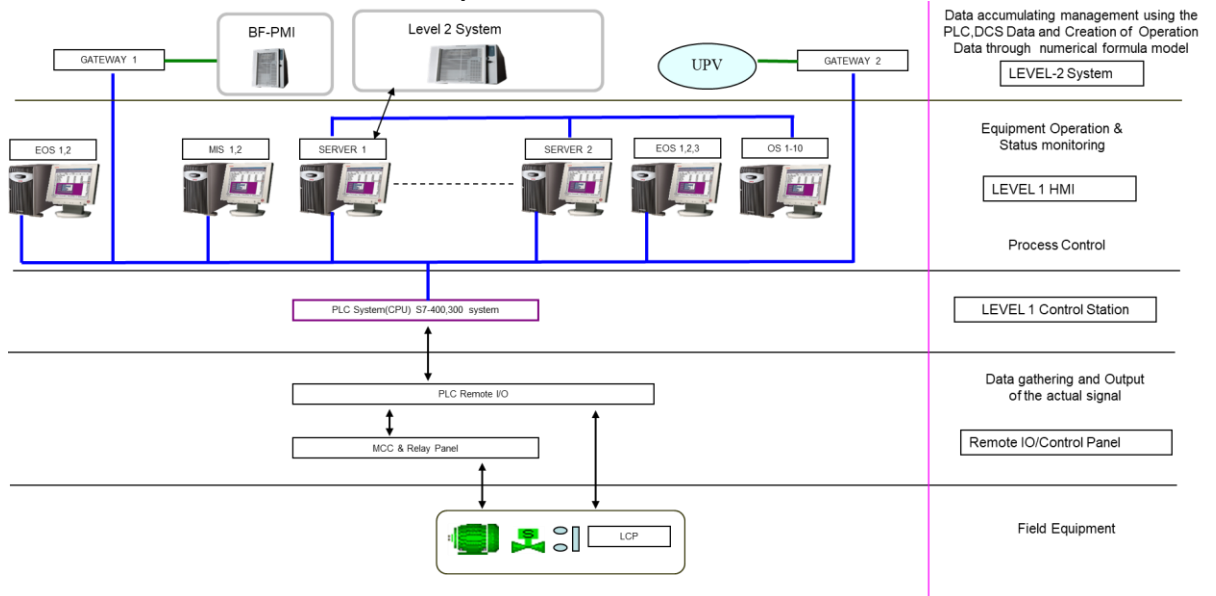 BF-PMI
Level 2 System
GATEWAY 1
UPV
GATEWAY 2
Data accumulating management using the
PLC,DCS Data and Creation of Operation
Data through numerical formula model
LEVEL-2 System
EOS 1,2
MIS 1,2
SERVER 1
SERVER 2
EOS 1,2,3
OS 1-10
Equipment Operation &
Status monitoring
LEVEL 1 HMI
Process Control
PLC System(CPU) S7-400,300 system
LEVEL 1 Control Station
PLC Remote I/O
Data gathering and Output
of the actual signal
MCC & Relay Panel
Remote IO/Control Panel
S
LCP
Field Equipment